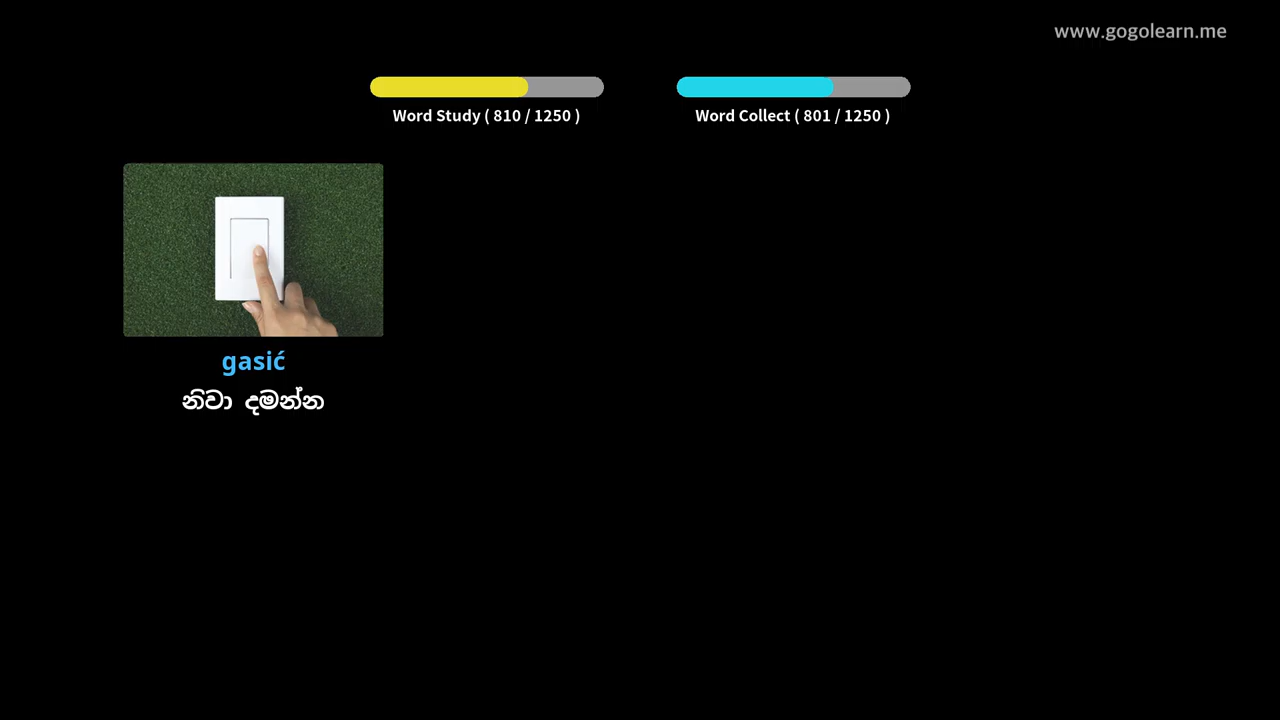 www.gogolearn.me
Word Study ( 810 / 1250 )
Word Collect ( 801 / 1250 )
gasić
නිවා දමන්න